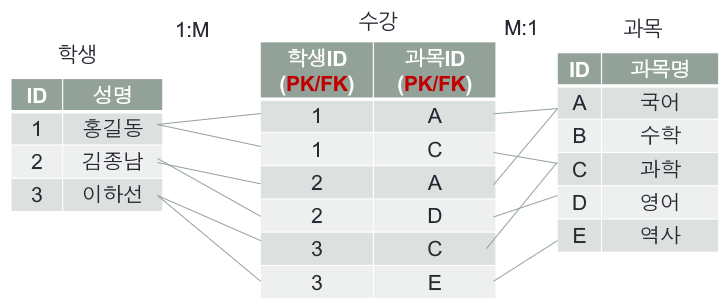 학생
1:M
수강
M:1
과목
ID 성명
1 홍길동
2 김종남
3 이하선
학생ID 과목ID
(PK/FK) (PK/FK)
1 A
1 C
2 A
2 D
3 C
3 E
ID 과목명
A 국어
B 수학
C 과학
D 영어
E 역사